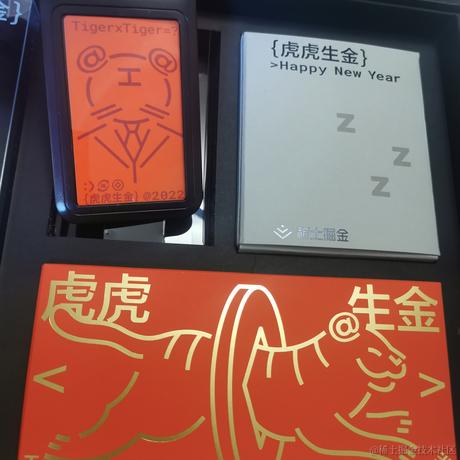 TigerxTiger=?
@ @
{虎虎生金} @2022
{虎虎生金}
>Happy New Year
z
z
z
稀土掘金
虎虎
@生金
< >
@稀土掘金技术社区